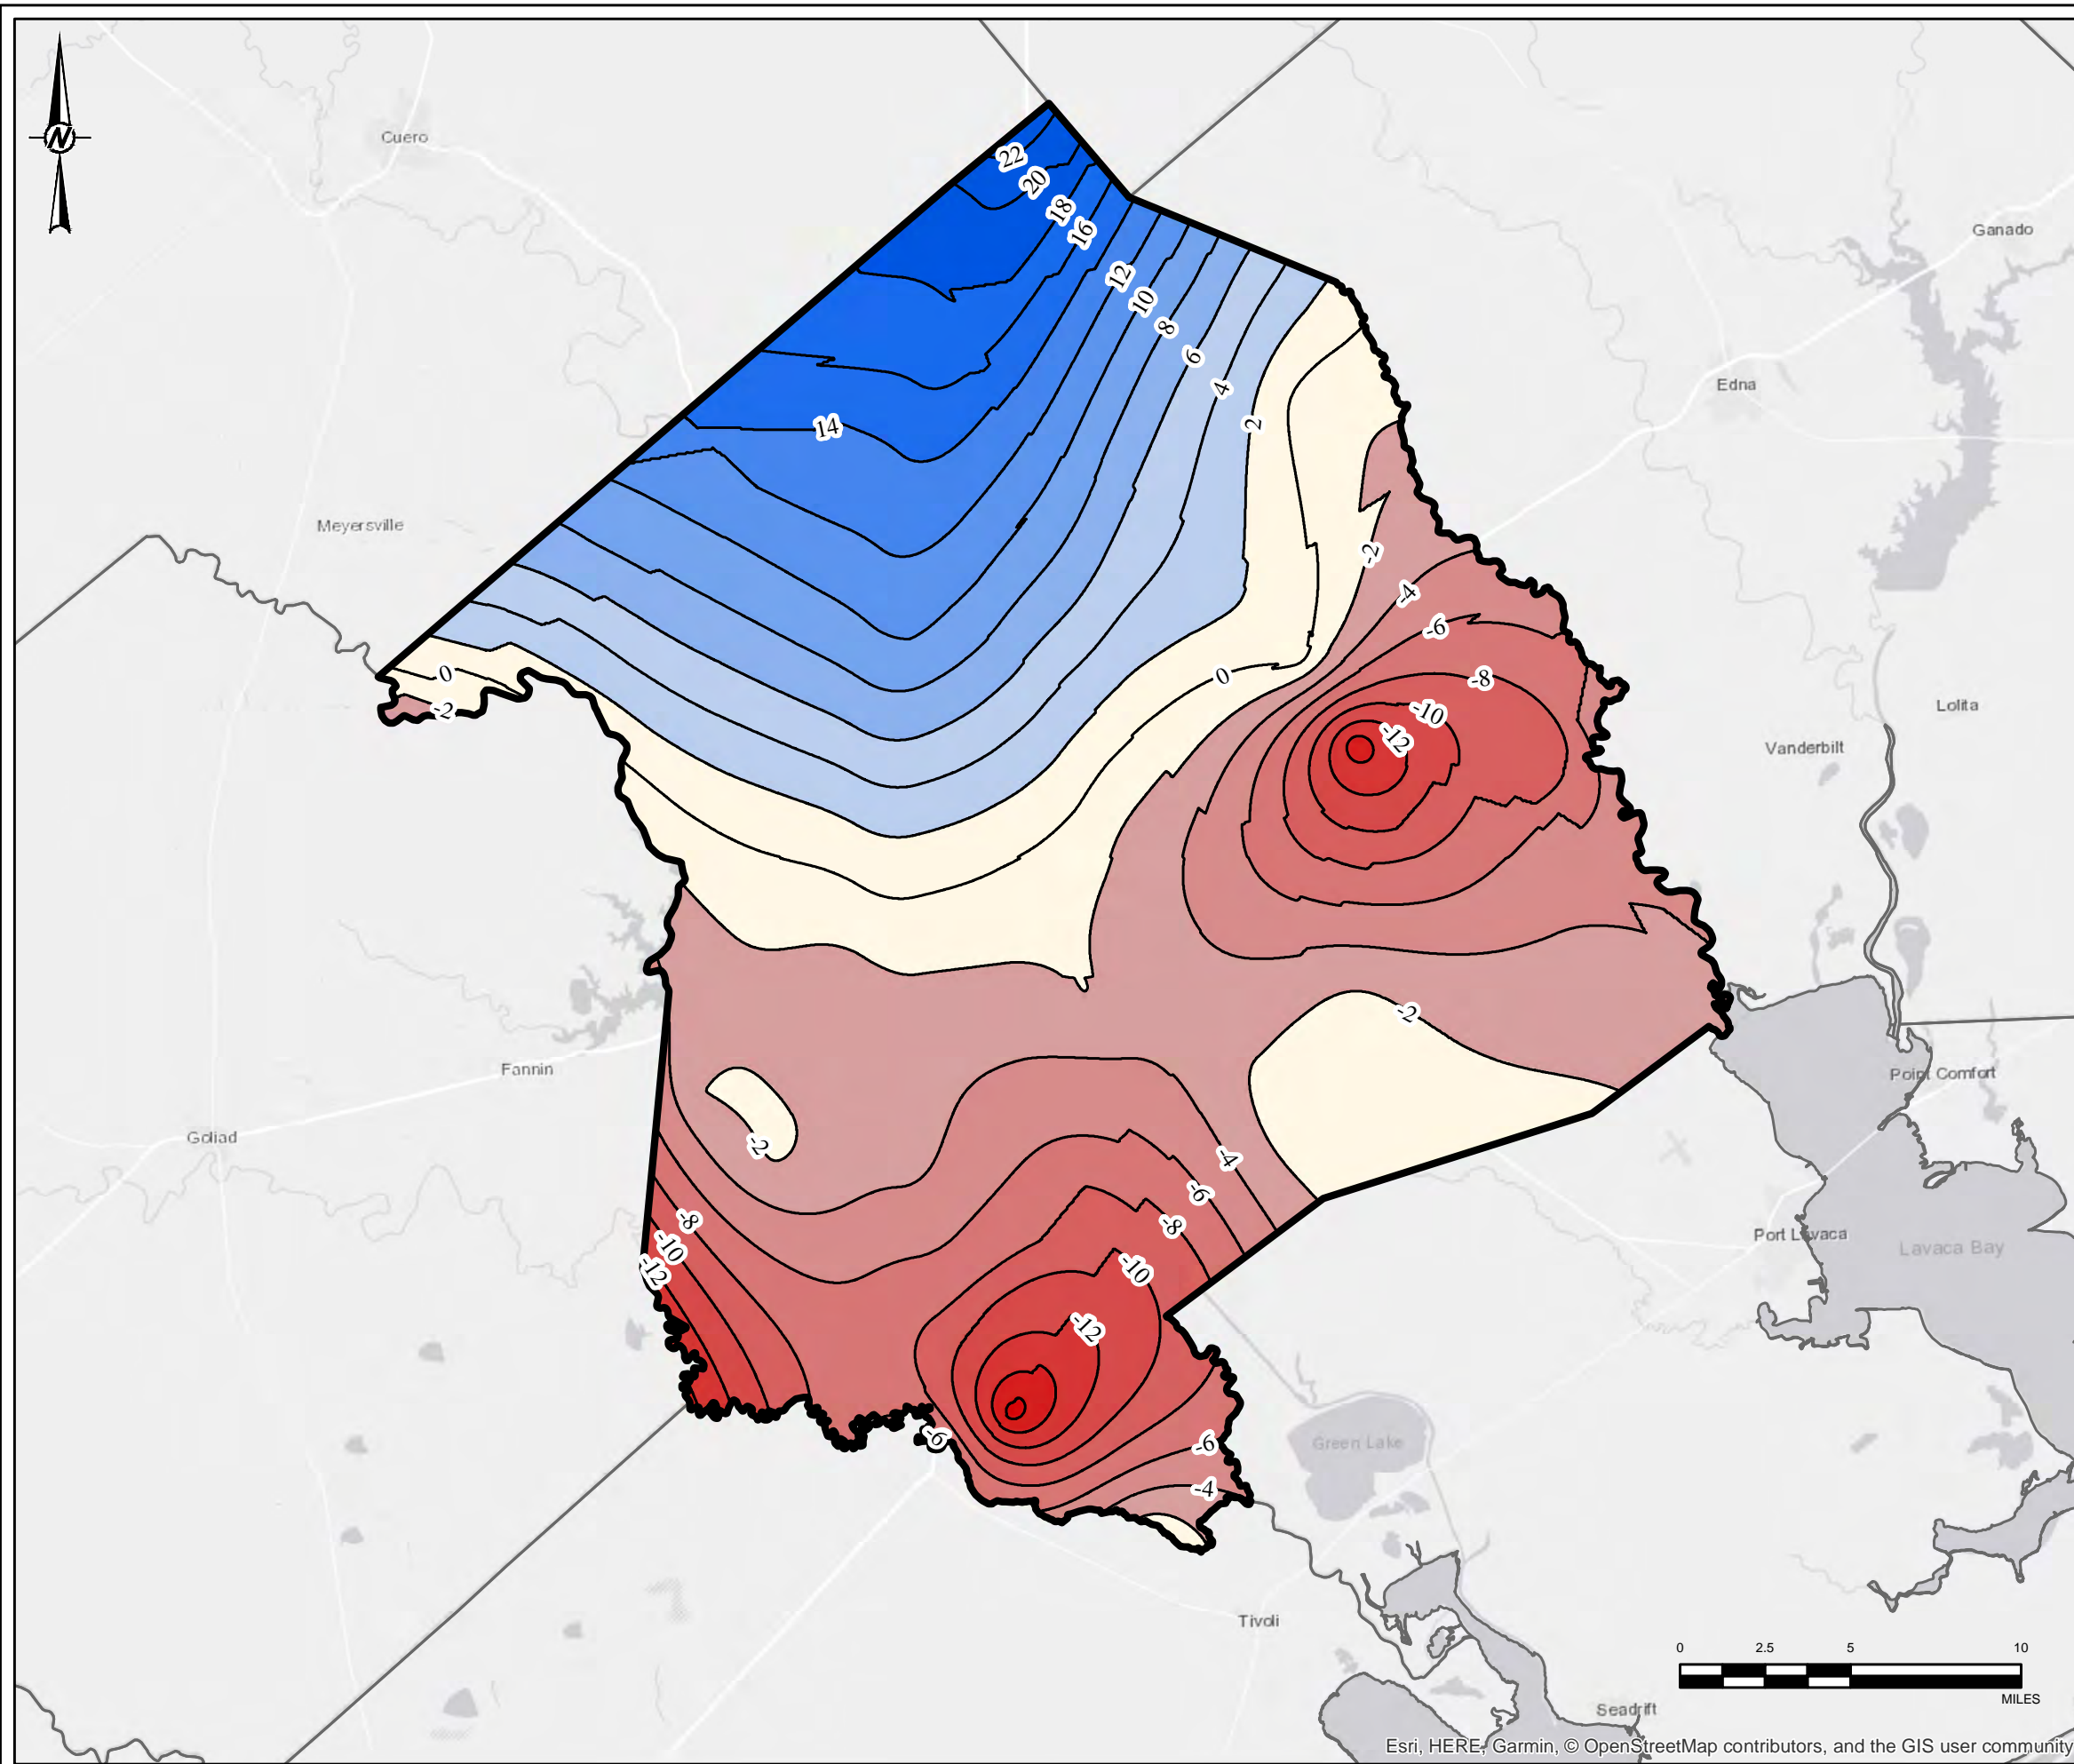 N
Cuero
22
20
18
16
Ganado
12
10
8
6
4
Edna
2
14
Meyersville
-2
-4
-6
0
0
-8
Lolita
-2
-10
-12
Vanderbilt
-2
Fannin
Point Comfort
Goliad
-2
-4
-6
-8
-8
-10
-12
-10
Port Lavaca
Lavaca Bay
-12
-6
-6
Green Lake
-4
Tivoli
0 2.5 5 10
MILES
Seadrift
Esri, HERE, Garmin, © OpenStreetMap contributors, and the GIS user community